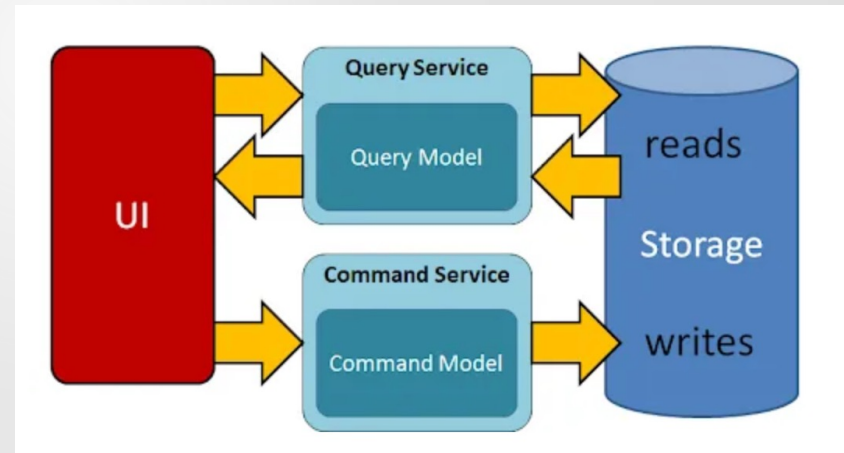 UI
Query Service
Query Model
Command Service
Command Model
reads
Storage
writes